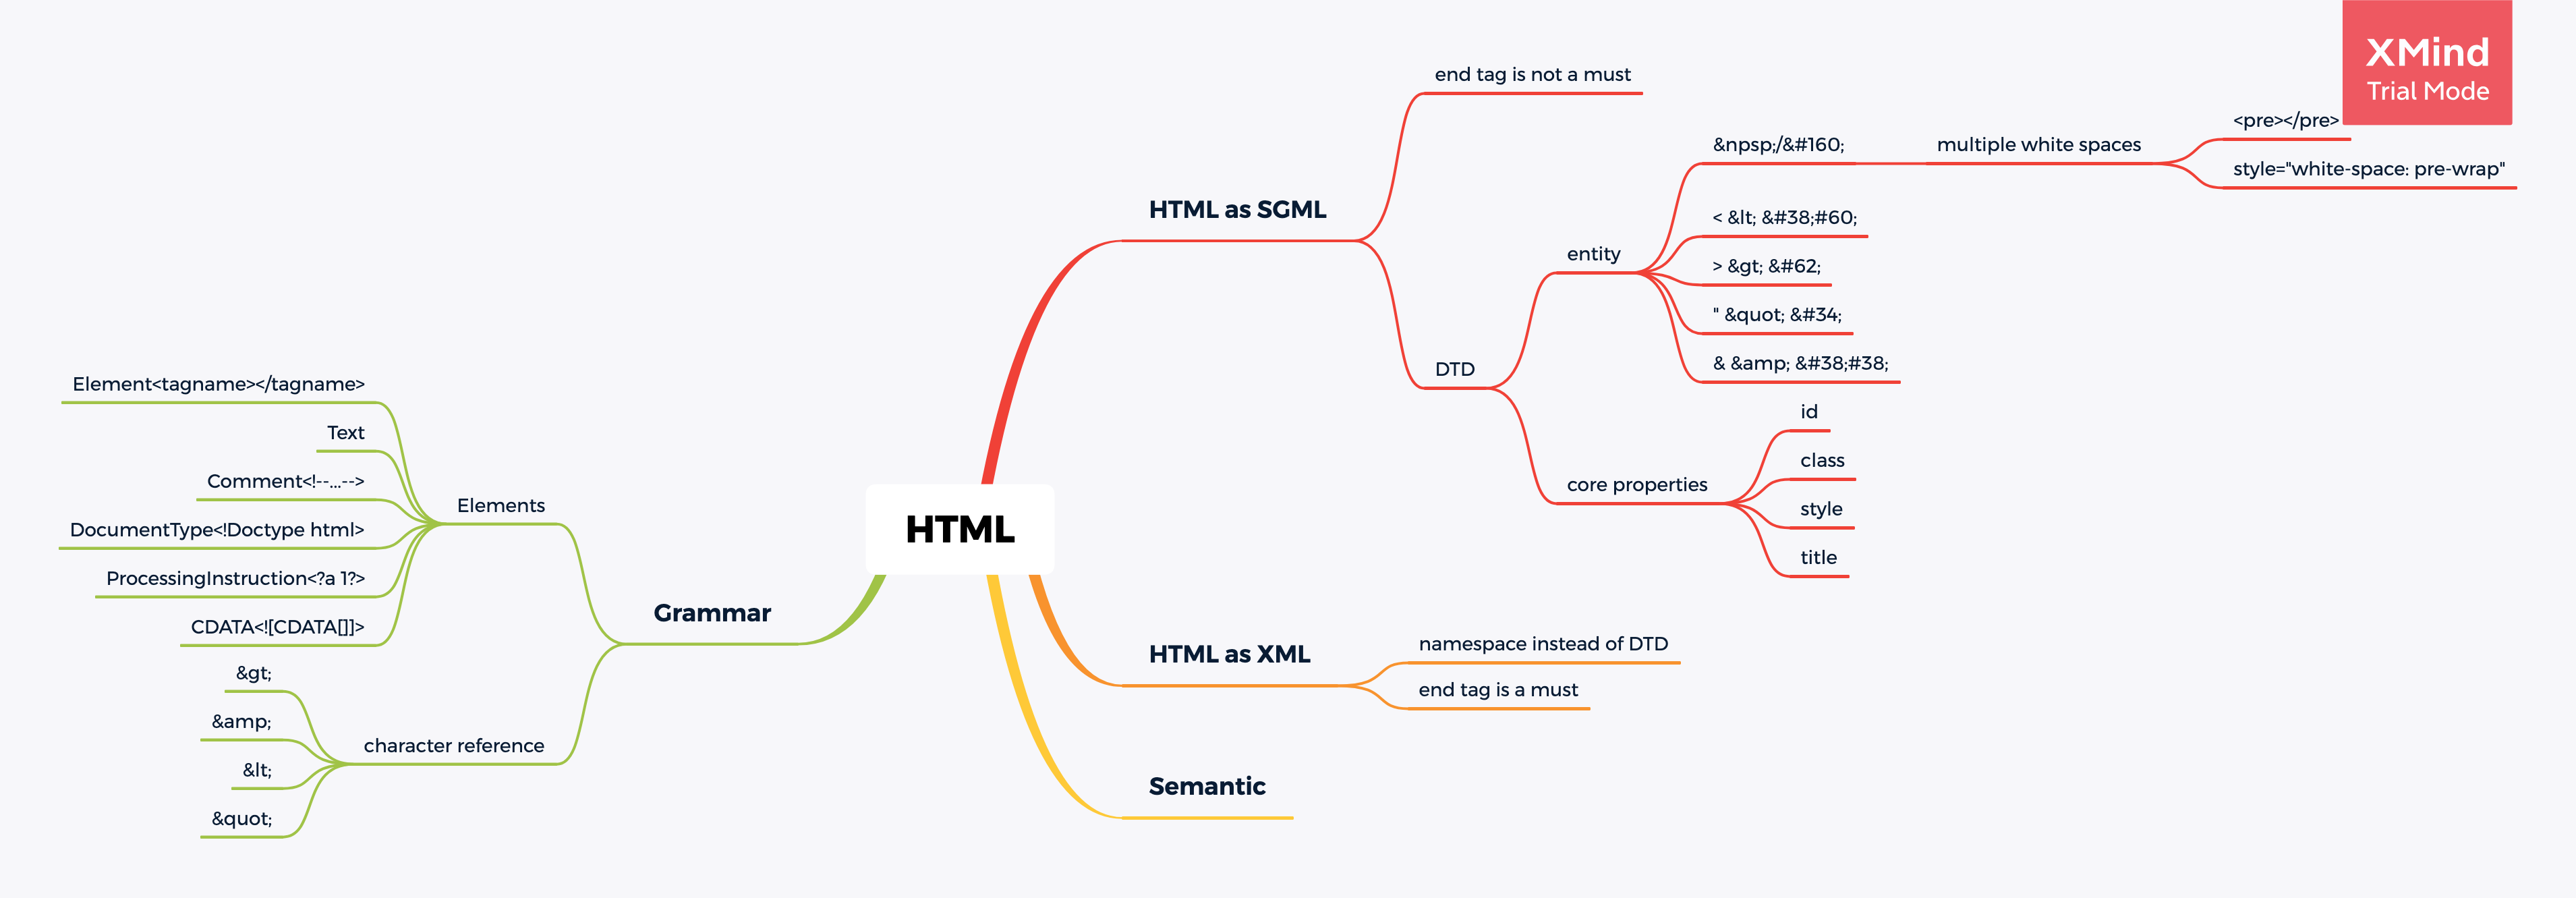 XMind
Trial Mode
HTML
HTML as SGML
end tag is not a must
DTD
entity
&npsp;/&#160;
multiple white spaces
<pre></pre>
style="white-space: pre-wrap"
< &lt; &#38;#60;
> &gt; &#62;
" &quot; &#34;
& &amp; &#38;#38;
core properties
id
class
style
title
HTML as XML
namespace instead of DTD
end tag is a must
Semantic
Grammar
Elements
Element<tagname></tagname>
Text
Comment<!--...-->
DocumentType<!Doctype html>
ProcessingInstruction<?a 1?>
CDATA<![CDATA[]]>
character reference
&gt;
&amp;
&lt;
&quot;